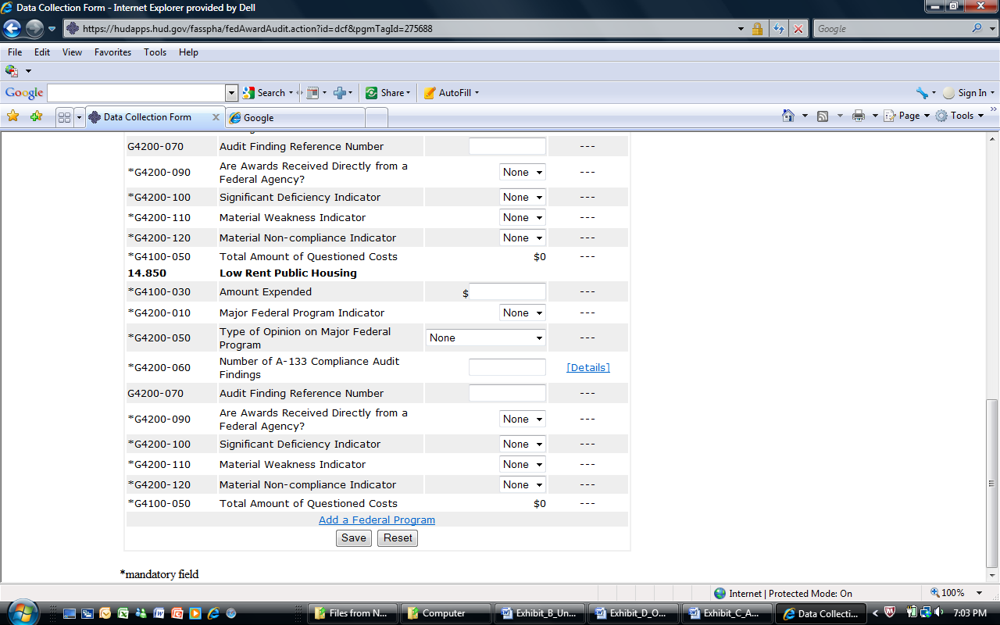 Data Collection Form - Internet Explorer provided by Dell
https://hudapps.hud.gov/fasspha/fedAwardAudit.action?id=dcf&pgmTagId=275688
Google
File Edit View Favorites Tools Help
Google Search Share AutoFill Sign In
Data Collection Form Google Page Tools
G4200-070 Audit Finding Reference Number ---
*G4200-090 Are Awards Received Directly from a
Federal Agency? None ---
*G4200-100 Significant Deficiency Indicator None ---
*G4200-110 Material Weakness Indicator None ---
*G4200-120 Material Non-compliance Indicator None ---
*G4100-050 Total Amount of Questioned Costs $0 ---
14.850 Low Rent Public Housing
*G4100-030 Amount Expended $ ---
*G4200-010 Major Federal Program Indicator None ---
*G4200-050 Type of Opinion on Major Federal
Program None ---
*G4200-060 Number of A-133 Compliance Audit
Findings [Details]
G4200-070 Audit Finding Reference Number ---
*G4200-090 Are Awards Received Directly from a
Federal Agency? None ---
*G4200-100 Significant Deficiency Indicator None ---
*G4200-110 Material Weakness Indicator None ---
*G4200-120 Material Non-compliance Indicator None ---
*G4100-050 Total Amount of Questioned Costs $0 ---
Add a Federal Program
Save Reset
*mandatory field
Internet | Protected Mode: On 100%
Files from N... Computer Exhibit_B_Un... Exhibit_D_O... Exhibit_C_A... Data Collecti... 7:03 PM